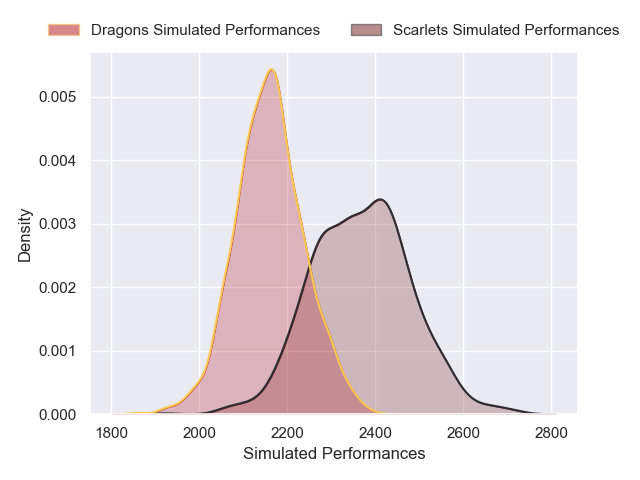 Dragons Simulated Performances
Scarlets Simulated Performances
0.005
0.004
0.003
0.002
0.001
0.000
Density
1800 2000 2200 2400 2600 2800
Simulated Performances